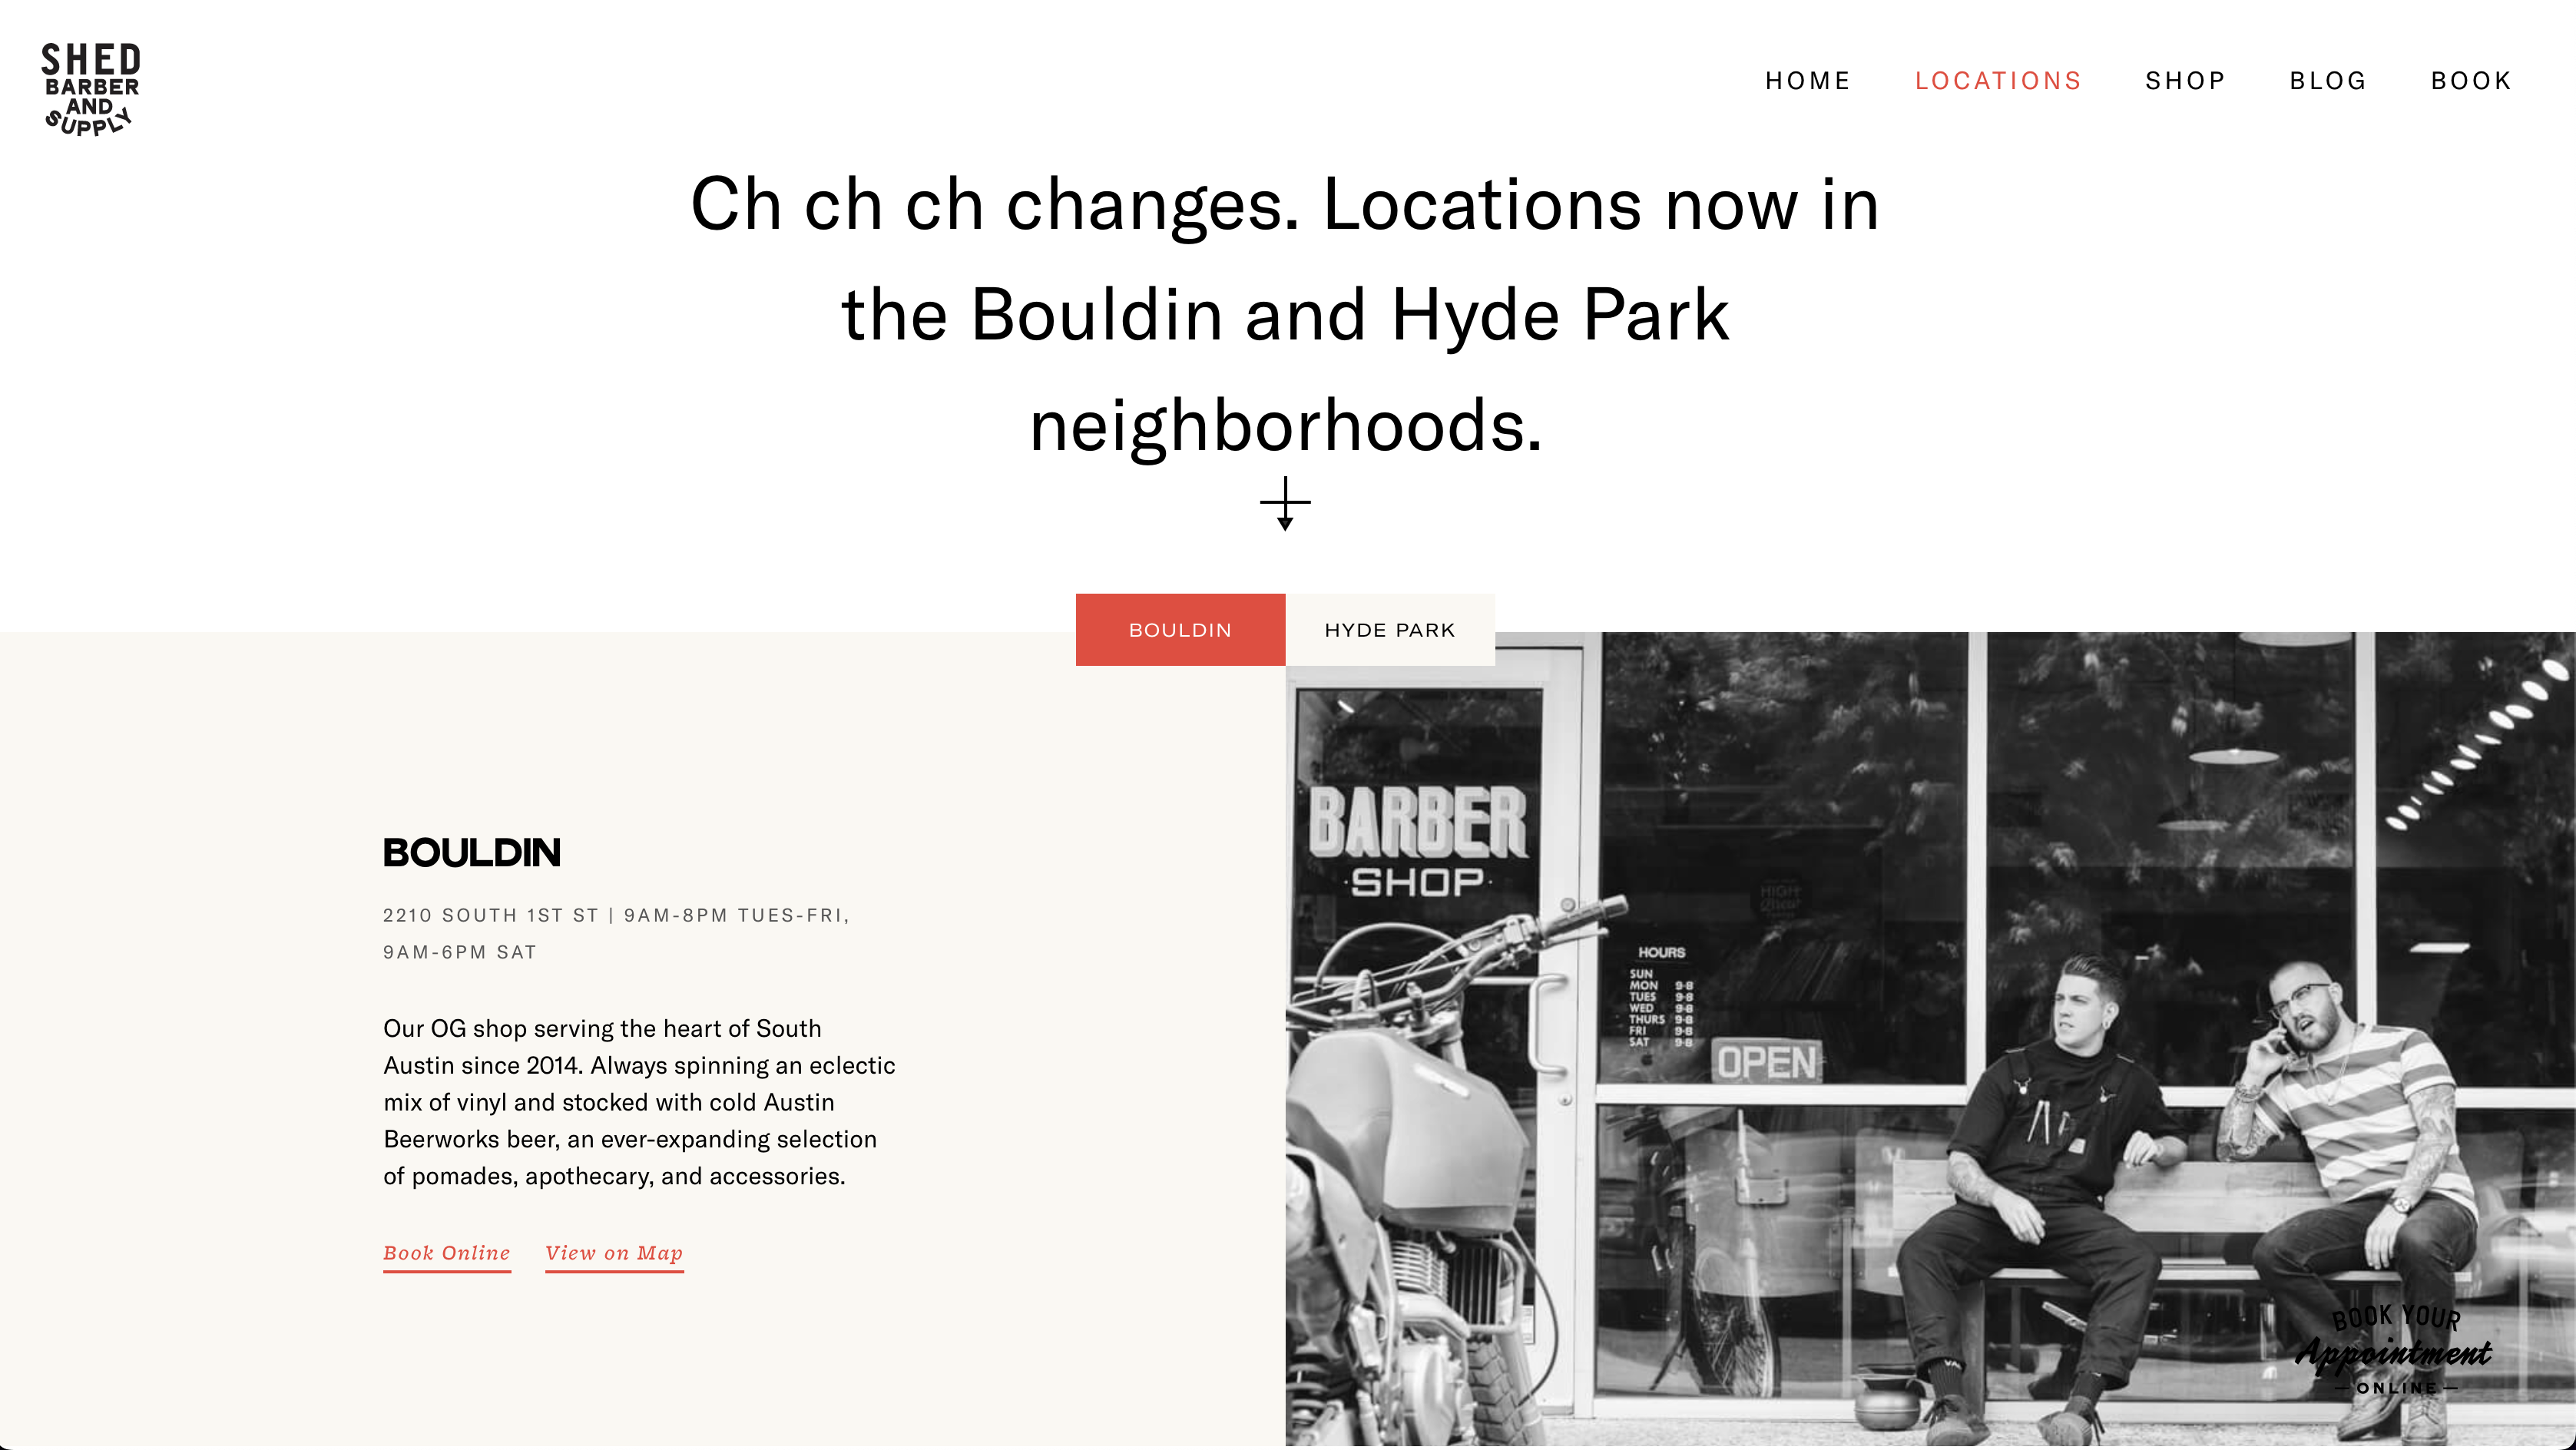 SHED
BARBER
AND
SUPPLY
HOME
LOCATIONS
SHOP
BLOG
BOOK
Ch ch ch changes. Locations now in
the Bouldin and Hyde Park
neighborhoods.
BOULDIN
HYDE PARK
BOULDIN
2210 SOUTH 1ST ST | 9AM-8PM TUES-FRI,
9AM-6PM SAT
Our OG shop serving the heart of South
Austin since 2014. Always spinning an eclectic
mix of vinyl and stocked with cold Austin
Beerworks beer, an ever-expanding selection
of pomades, apothecary, and accessories.
Book Online
View on Map
BARBER
·SHOP·
HOURS
SUN
MON 9-8
TUES 9-8
WED 9-8
THURS 9-8
FRI 9-8
SAT 9-8
OPEN
BOOK YOUR
Appointment
ONLINE